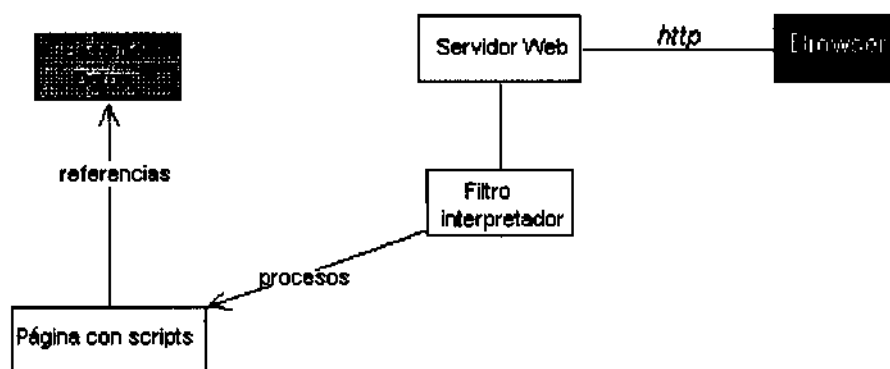 Servidor Web
http
Browser
referencias
Filtro
interpretador
procesos
Página con scripts